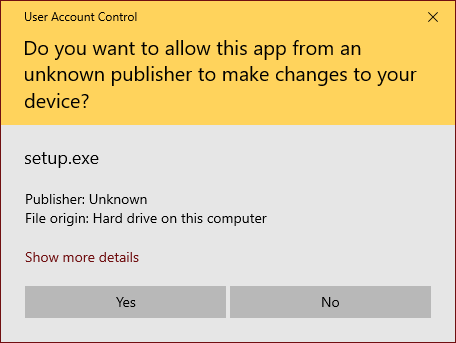 User Account Control
Do you want to allow this app from an
unknown publisher to make changes to your
device?
setup.exe
Publisher: Unknown
File origin: Hard drive on this computer
Show more details
Yes
No